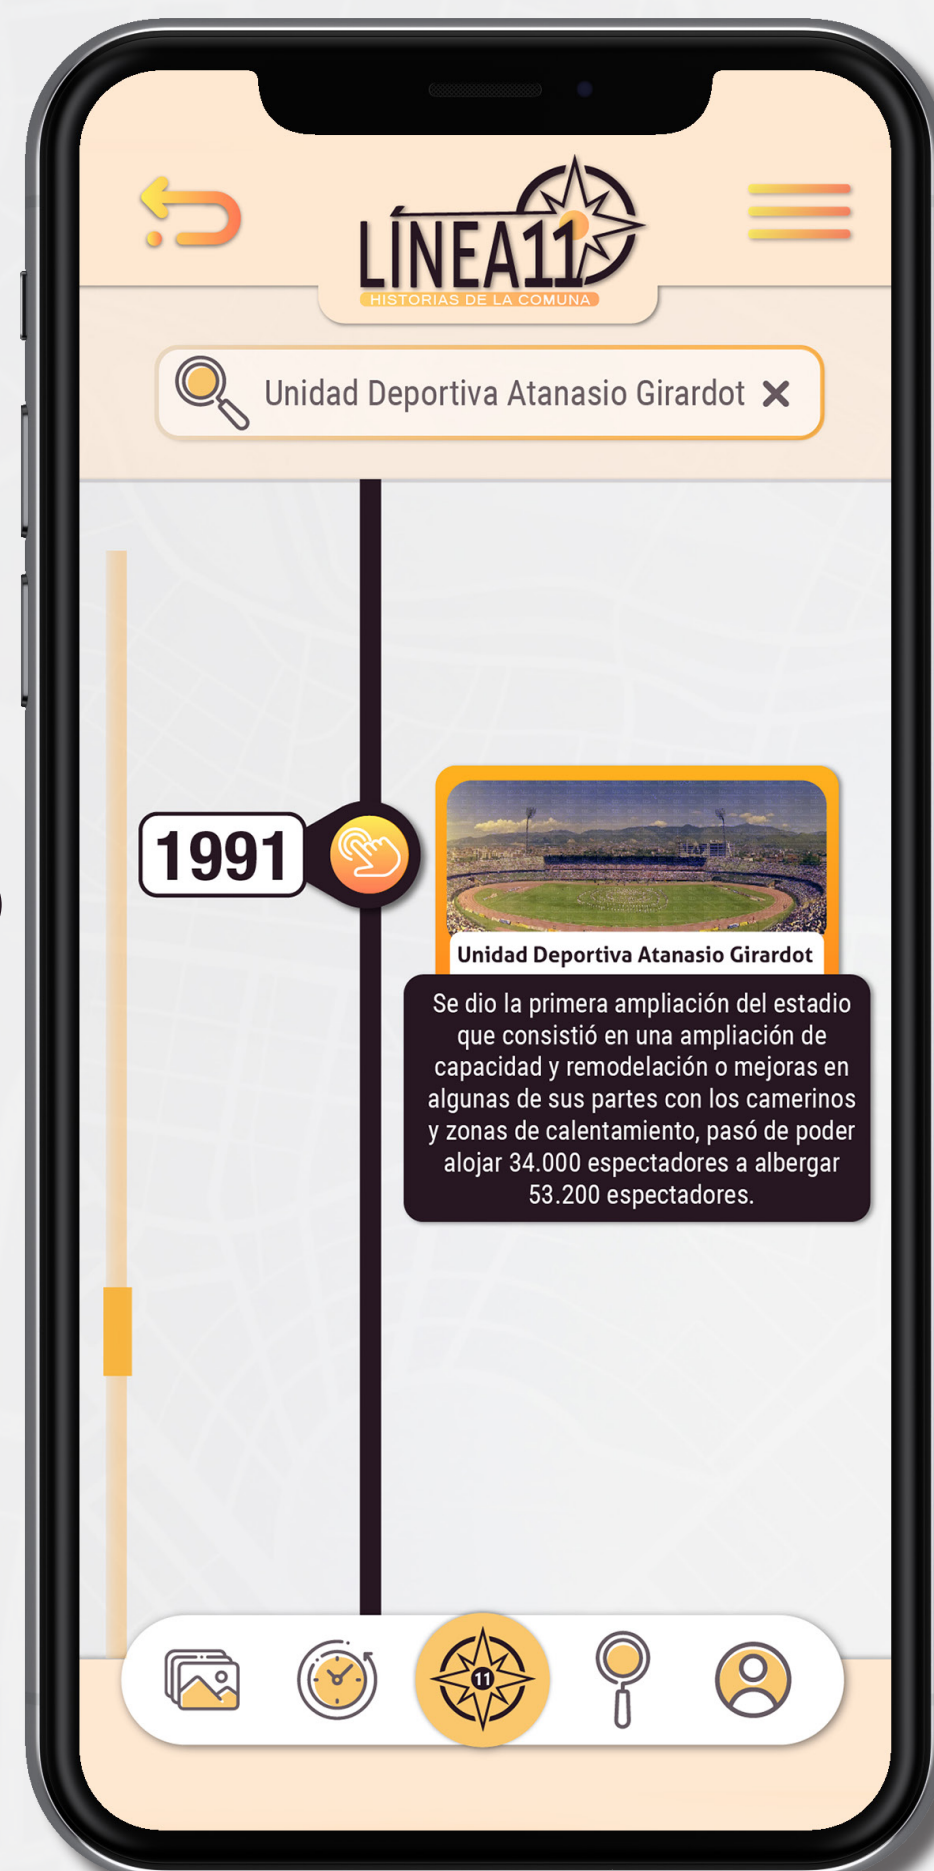 LÍNEA11
HISTORIAS DE LA COMUNA
Unidad Deportiva Atanasio Girardot
1991
Unidad Deportiva Atanasio Girardot
Se dio la primera ampliación del estadio
que consistió en una ampliación de
capacidad y remodelación o mejoras en
algunas de sus partes con los camerinos
y zonas de calentamiento, pasó de poder
alojar 34.000 espectadores a albergar
53.200 espectadores.
11